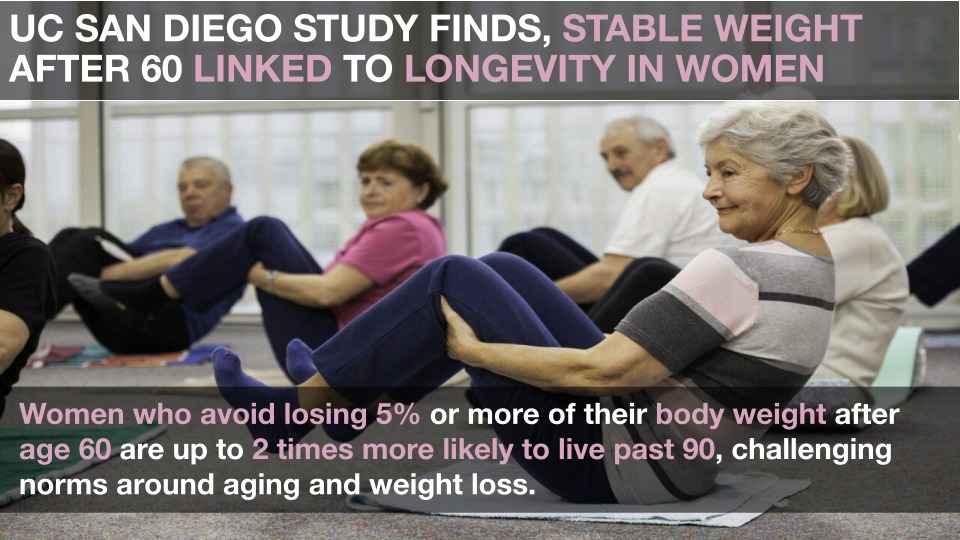 UC SAN DIEGO STUDY FINDS, STABLE WEIGHT
AFTER 60 LINKED TO LONGEVITY IN WOMEN
Women who avoid losing 5% or more of their body weight after
age 60 are up to 2 times more likely to live past 90, challenging
norms around aging and weight loss.